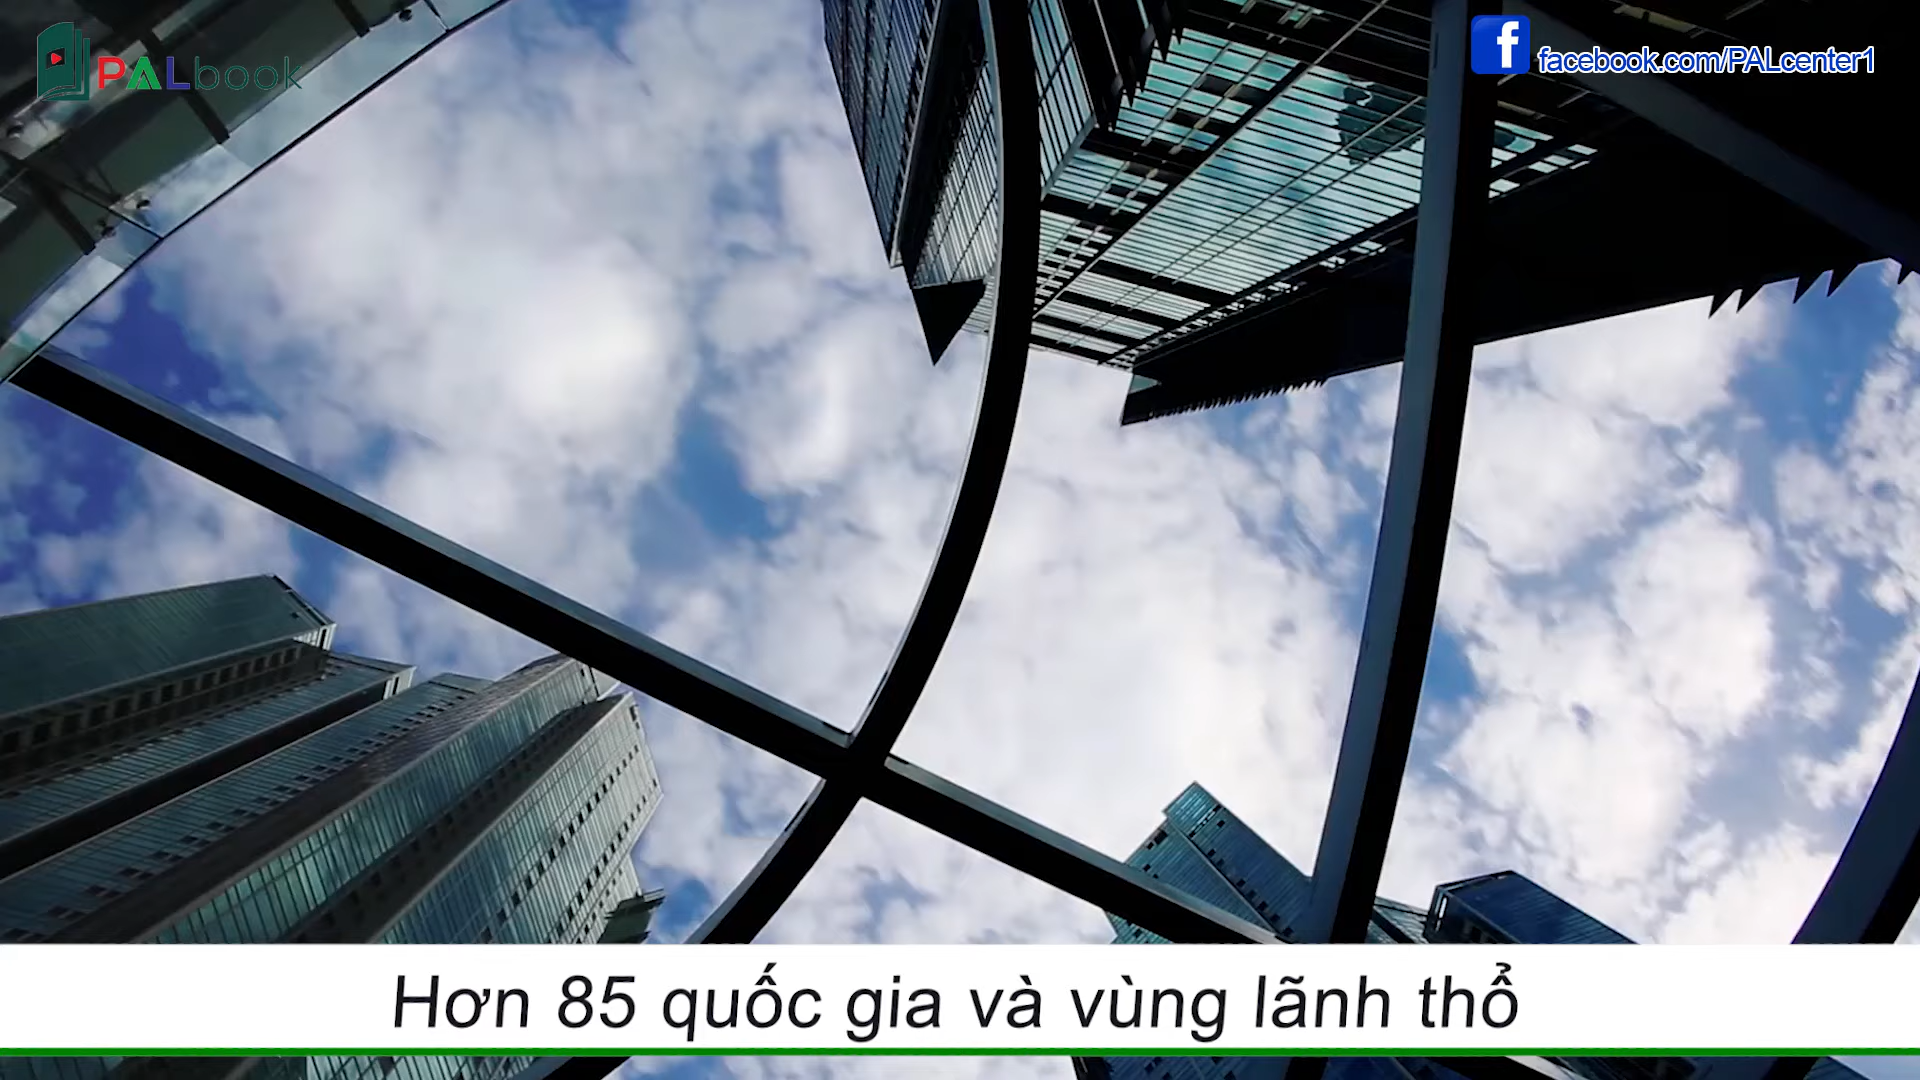 PALbook
facebook.com/PALcenter1
Hơn 85 quốc gia và vùng lãnh thổ